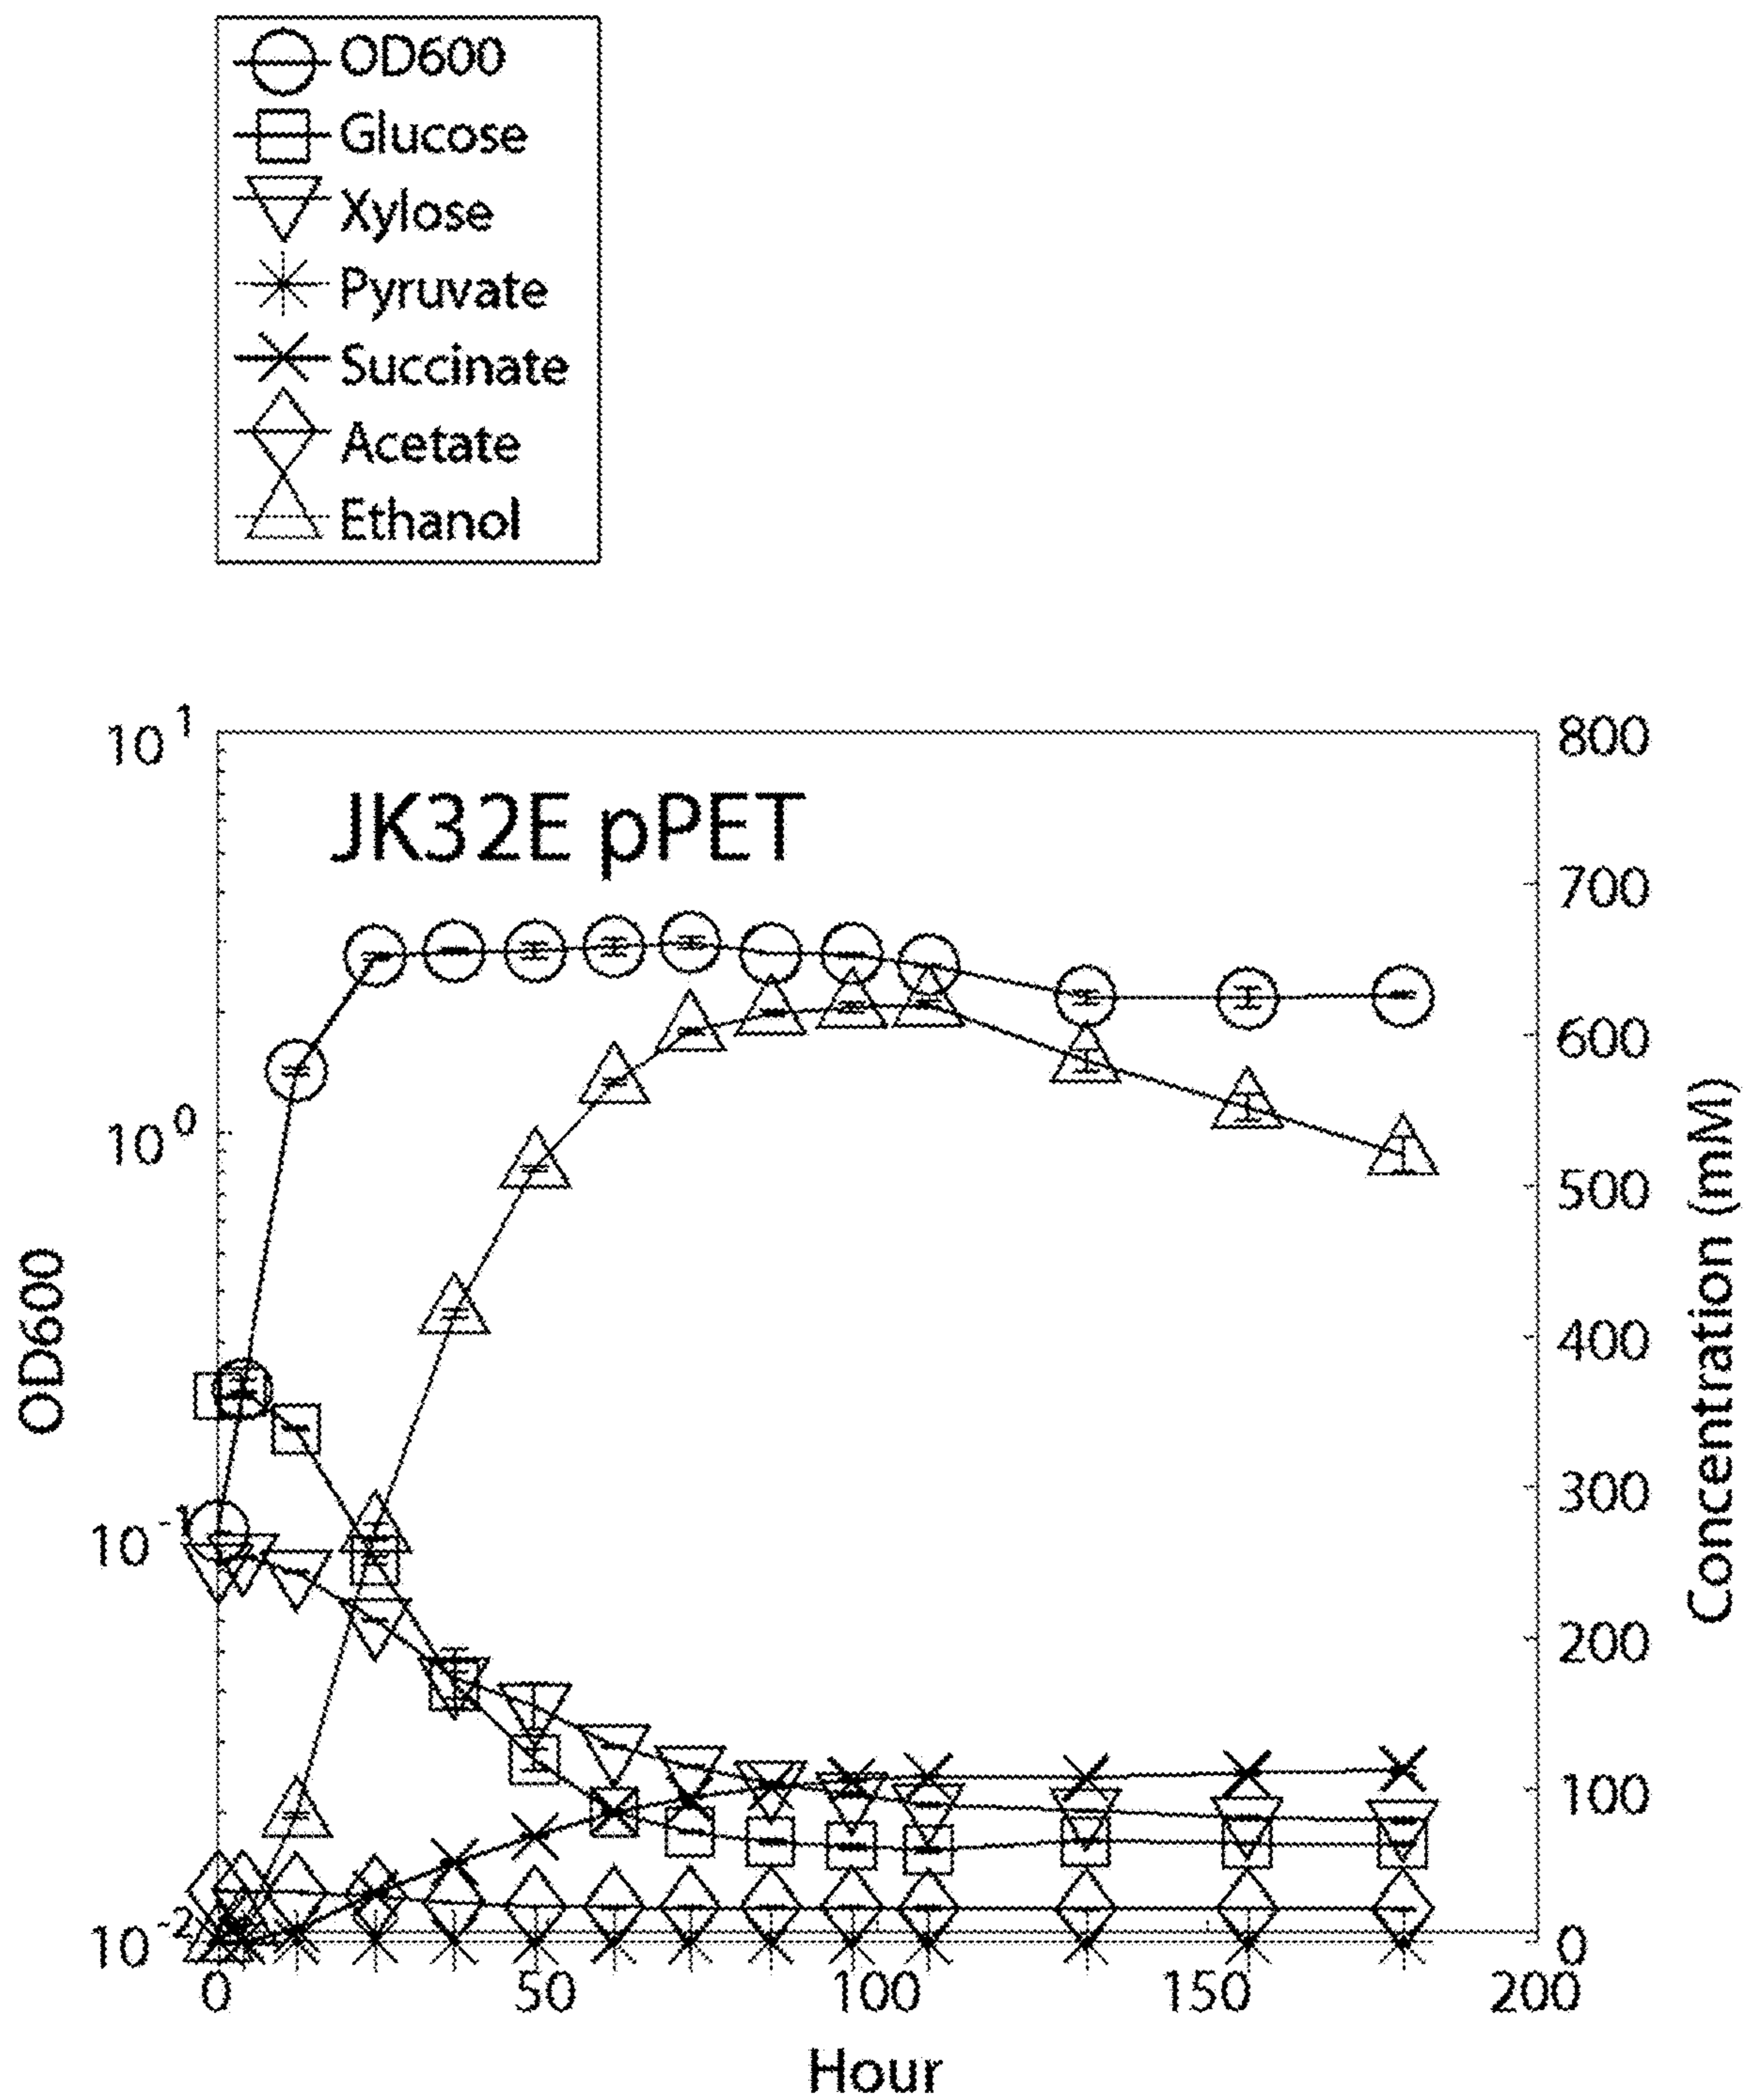 OD600
Glucose
Xylose
Pyruvate
Succinate
Acetate
Ethanol
JK32E pPET
10^1
10^0
10^-1
10^-2
OD600
800
700
600
500
400
300
200
100
0
Concentration (mM)
0 50 100 150 200
Hour